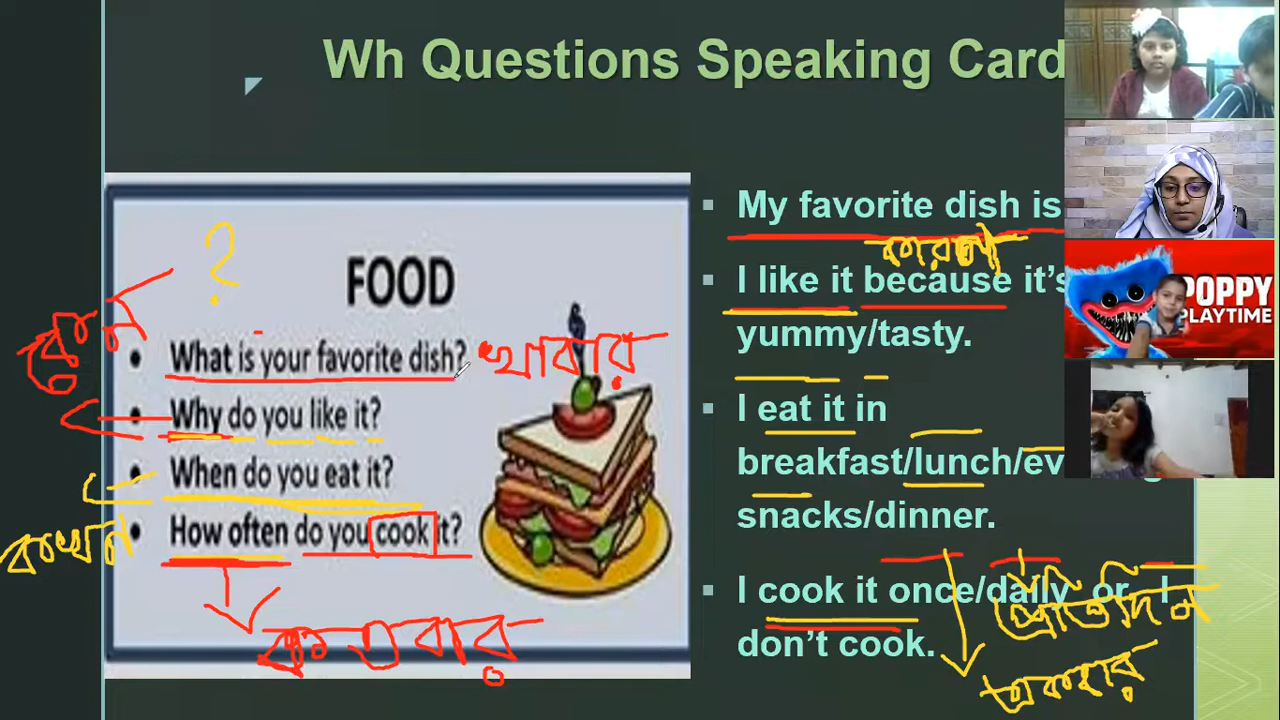 Wh Questions Speaking Card
?
FOOD
কেন
What is your favorite dish?
খাবার
Why do you like it?
When do you eat it?
কখন
How often do you cook it?
কতবার
My favorite dish is
কারণ
I like it because it's
yummy/tasty.
I eat it in
breakfast/lunch/ev
snacks/dinner.
I cook it once/daily or I
don't cook.
প্রতিদিন
POPPY
PLAYTIME